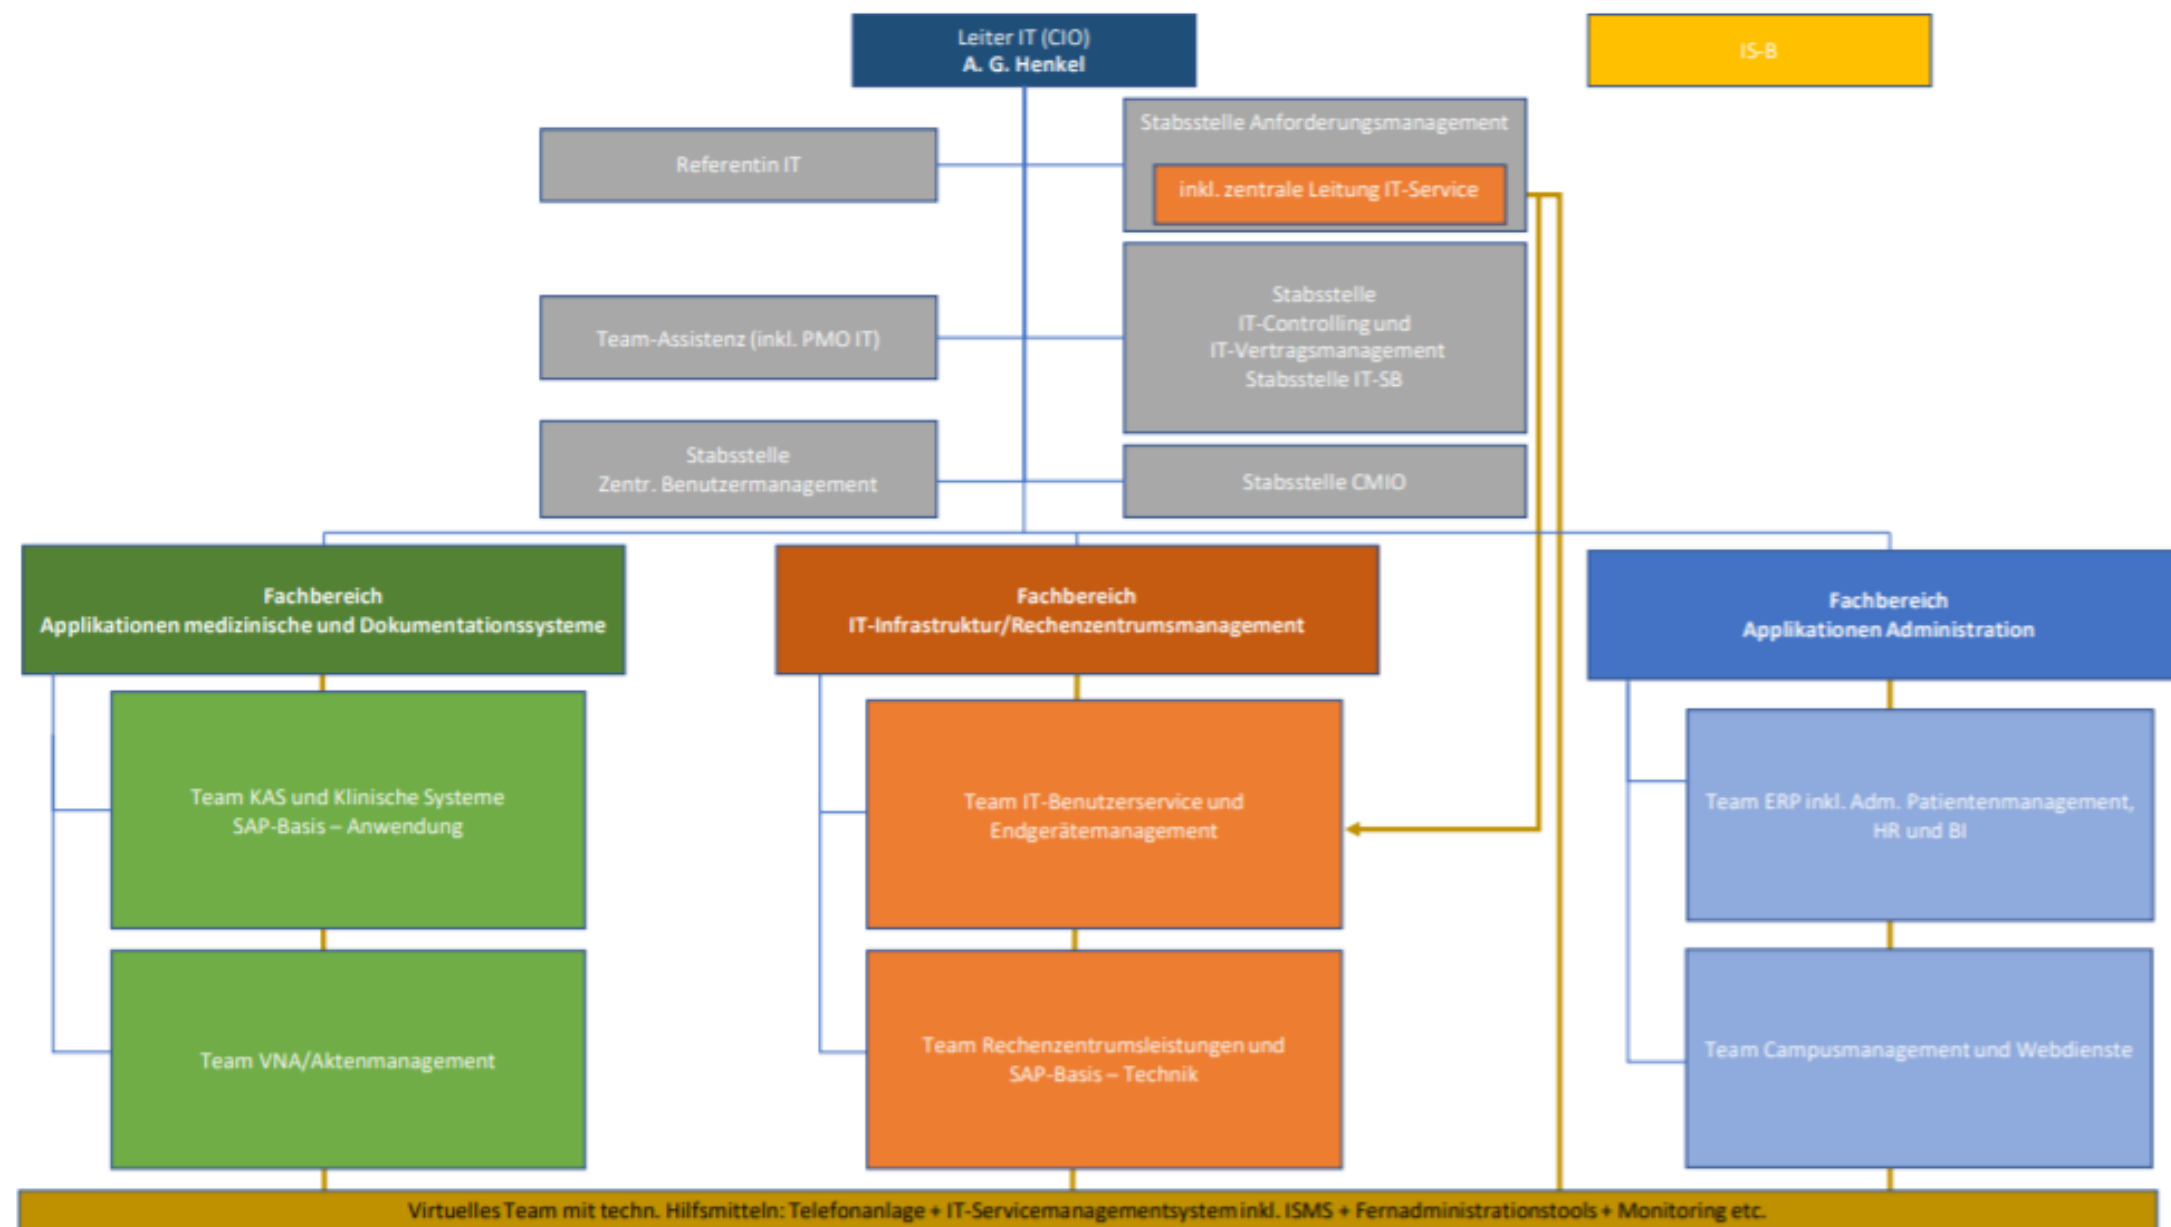 Leiter IT (CIO)
A. G. Henkel
IS-B
Stabsstelle Anforderungsmanagement
inkl. zentrale Leitung IT-Service
Referentin IT
Stabsstelle
IT-Controlling und
IT-Vertragsmanagement
Stabsstelle IT-SB
Team-Assistenz (inkl. PMO IT)
Stabsstelle
Zentr. Benutzermanagement
Stabsstelle CMIO
Fachbereich
Applikationen medizinische und Dokumentationssysteme
Fachbereich
IT-Infrastruktur/Rechenzentrumsmanagement
Fachbereich
Applikationen Administration
Team KAS und Klinische Systeme
SAP-Basis – Anwendung
Team IT-Benutzerservice und
Endgerätemanagement
Team ERP inkl. Adm. Patientenmanagement,
HR und BI
Team VNA/Aktenmanagement
Team Rechenzentrumsleistungen und
SAP-Basis – Technik
Team Campusmanagement und Webdienste
Virtuelles Team mit techn. Hilfsmitteln: Telefonanlage + IT-Servicemanagementsystem inkl. ISMS + Fernadministrationstools + Monitoring etc.